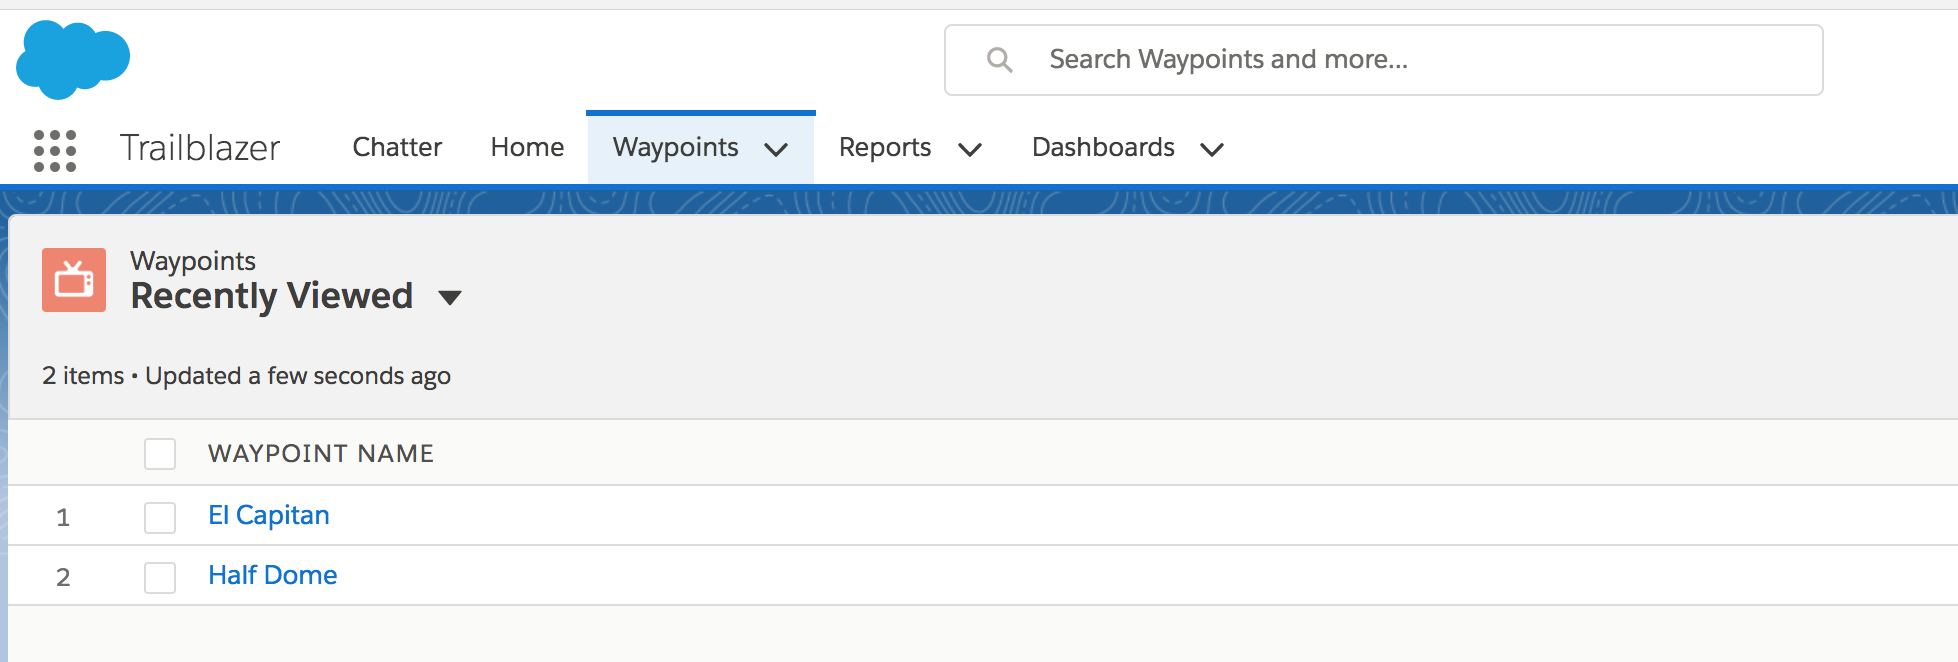 Search Waypoints and more...
Trailblazer Chatter Home Waypoints Reports Dashboards
Waypoints
Recently Viewed
2 items • Updated a few seconds ago
WAYPOINT NAME
1 El Capitan
2 Half Dome